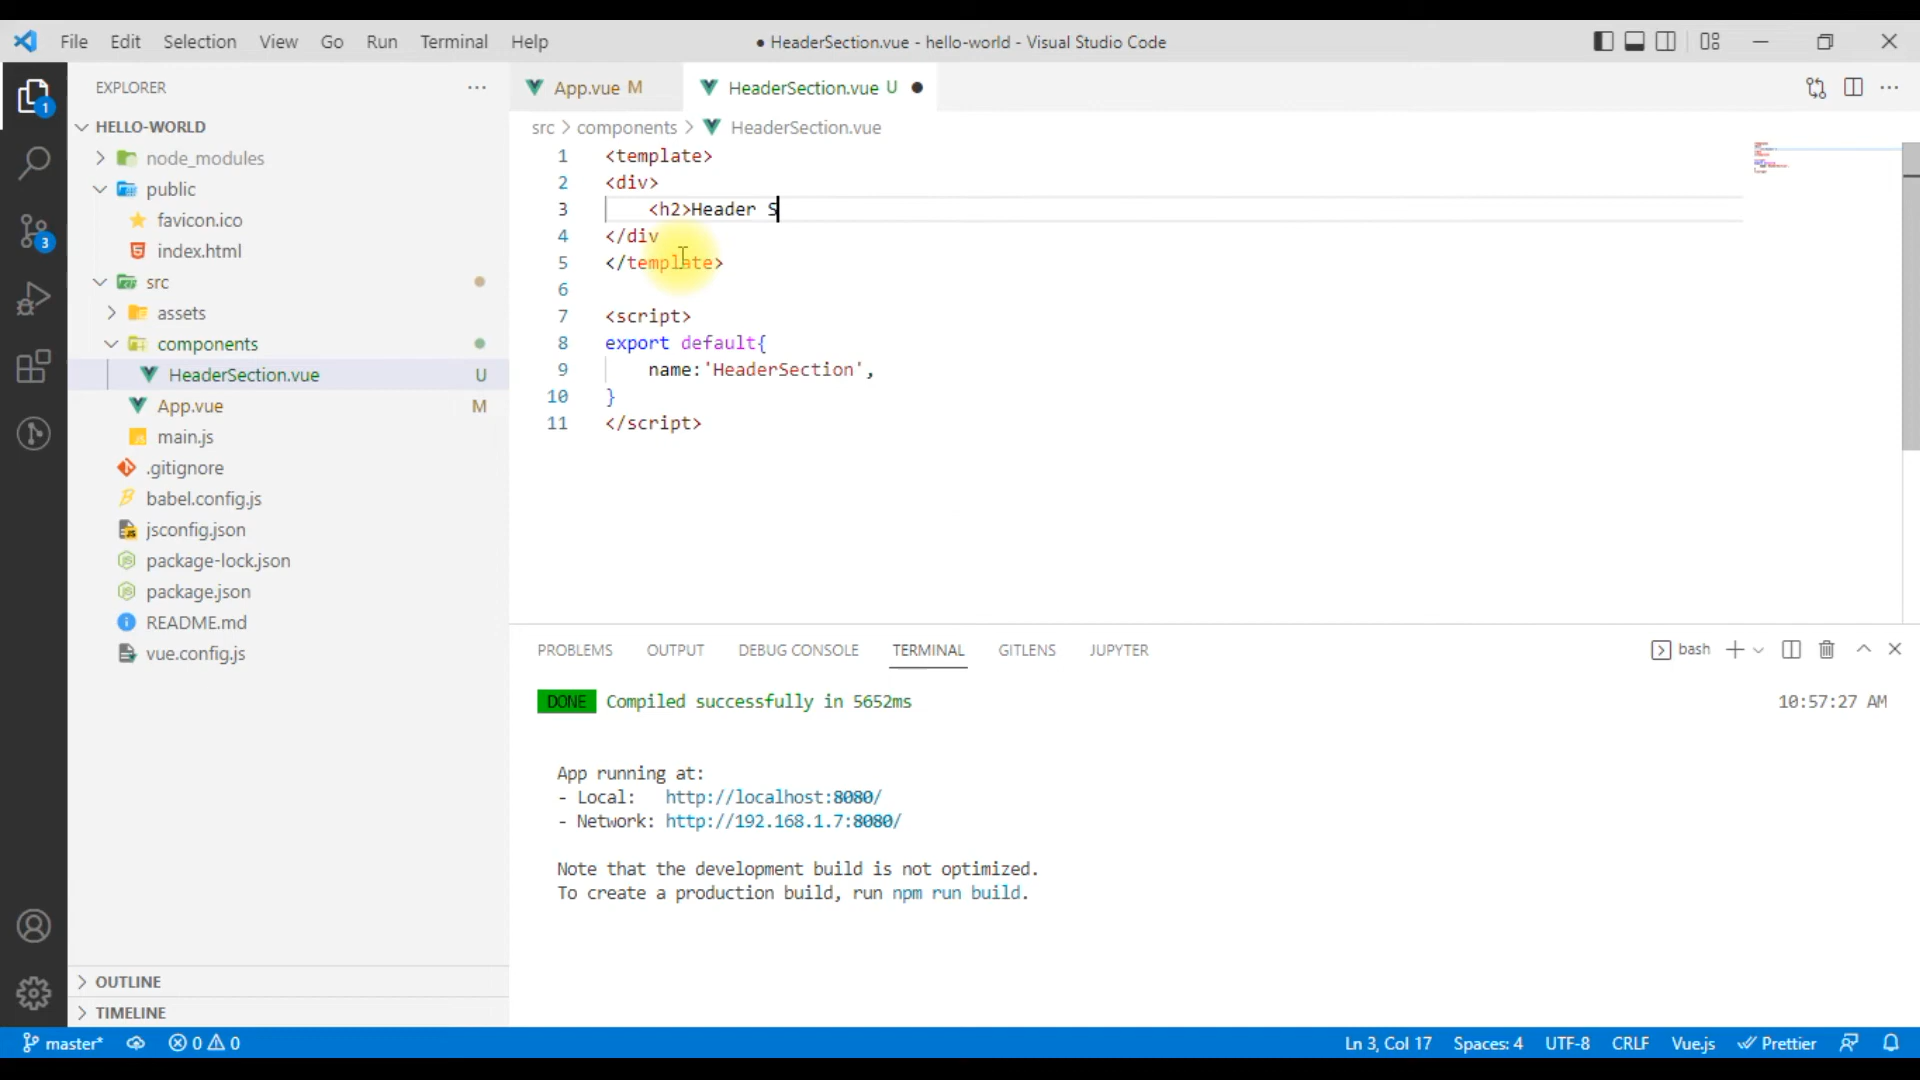 File Edit Selection View Go Run Terminal Help
● HeaderSection.vue - hello-world - Visual Studio Code
EXPLORER
App.vue M
HeaderSection.vue U
src > components > HeaderSection.vue
1
HELLO-WORLD
node_modules
public
favicon.ico
index.html
3
src
assets
components
HeaderSection.vue U
App.vue M
main.js
.gitignore
babel.config.js
jsconfig.json
package-lock.json
package.json
README.md
vue.config.js
OUTLINE
TIMELINE
1 <template>
2 <div>
3 <h2>Header S
4 </div
5 </template>
6
7 <script>
8 export default{
9 name:'HeaderSection',
10 }
11 </script>
PROBLEMS OUTPUT DEBUG CONSOLE TERMINAL GITLENS JUPYTER
bash
DONE Compiled successfully in 5652ms 10:57:27 AM
App running at:
- Local: http://localhost:8080/
- Network: http://192.168.1.7:8080/
Note that the development build is not optimized.
To create a production build, run npm run build.
master* 0 0 Ln 3, Col 17 Spaces: 4 UTF-8 CRLF Vue.js Prettier